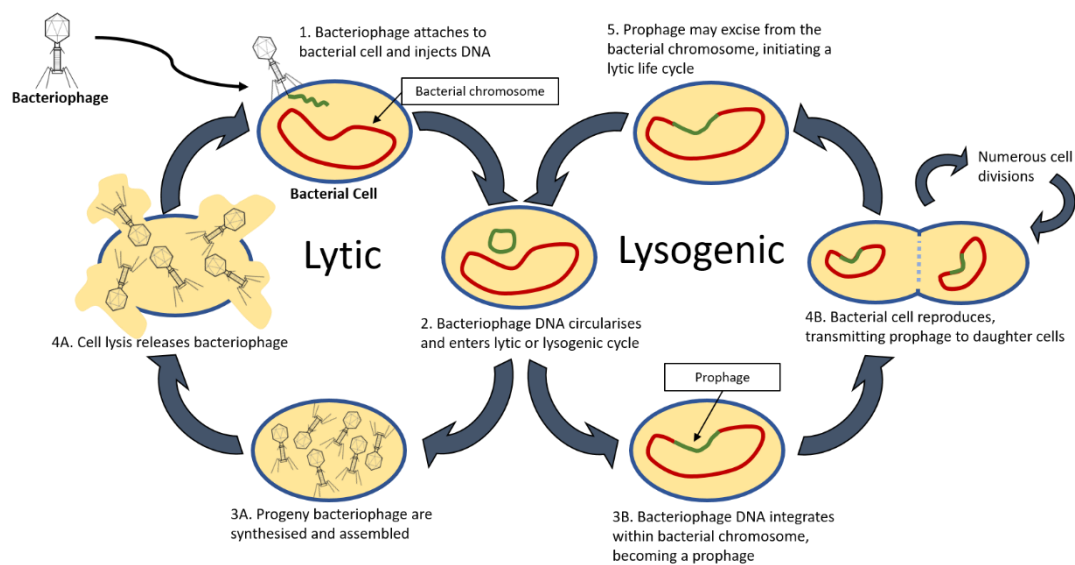 Bacteriophage
1. Bacteriophage attaches to
bacterial cell and injects DNA
Bacterial chromosome
Bacterial Cell
5. Prophage may excise from the
bacterial chromosome, initiating a
lytic life cycle
Numerous cell
divisions
Lytic
Lysogenic
2. Bacteriophage DNA circularises
and enters lytic or lysogenic cycle
4A. Cell lysis releases bacteriophage
4B. Bacterial cell reproduces,
transmitting prophage to daughter cells
Prophage
3A. Progeny bacteriophage are
synthesised and assembled
3B. Bacteriophage DNA integrates
within bacterial chromosome,
becoming a prophage